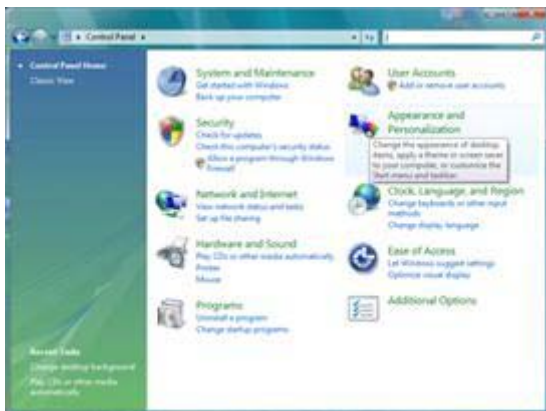 Control Panel
Control Panel Home
Classic View
System and Maintenance
Get started with Windows
Back up your computer
Security
Check for updates
Check this computer's security status
Allow a program through Windows
Firewall
Network and Internet
View network status and tasks
Set up file sharing
Hardware and Sound
Play CDs or other media automatically
Printer
Mouse
Programs
Uninstall a program
Change startup programs
User Accounts
Add or remove user accounts
Appearance and
Personalization
Change the appearance of desktop
items, apply a theme or screen saver
to your computer, or customize the
Start menu and taskbar.
Clock, Language, and Region
Change keyboards or other input
methods
Change display language
Ease of Access
Let Windows suggest settings
Optimize visual display
Additional Options
Recent Tasks
Change desktop background
Play CDs or other media
automatically